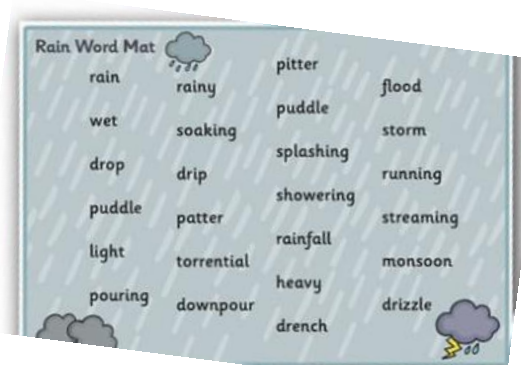 Rain Word Mat
rain
wet
drop
puddle
light
pouring
rainy
soaking
drip
patter
torrential
downpour
pitter
puddle
splashing
showering
rainfall
heavy
drench
flood
storm
running
streaming
monsoon
drizzle